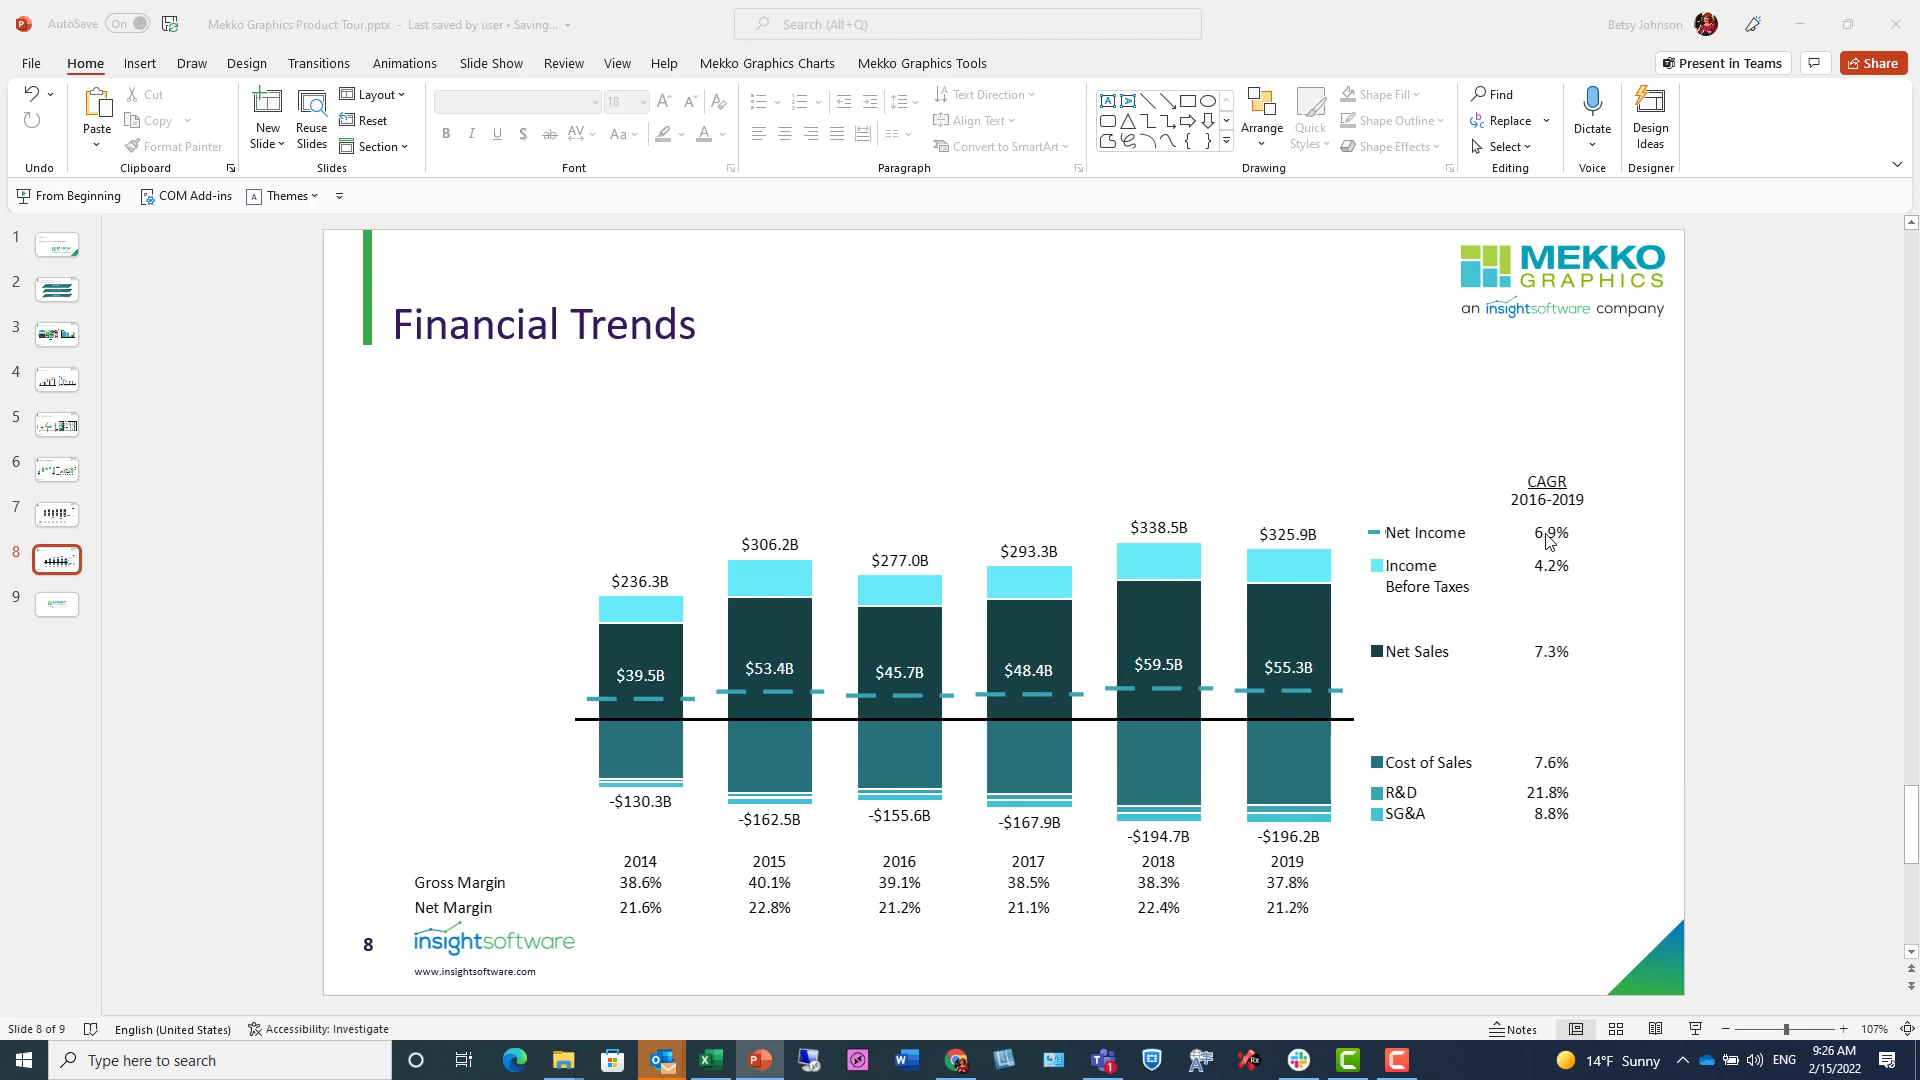 AutoSave On Mekko Graphics Product Tour.pptx - Last saved by user • Saving... Search (Alt+Q) Betsy Johnson
File Home Insert Draw Design Transitions Animations Slide Show Review View Help Mekko Graphics Charts Mekko Graphics Tools Present in Teams Share
Paste Cut Copy Format Painter New Slide Reuse Slides Layout Reset Section 18 Text Direction Align Text Convert to SmartArt Arrange Quick Styles Shape Fill Shape Outline Shape Effects Find Replace Select Dictate Design Ideas
Undo Clipboard Slides Font Paragraph Drawing Editing Voice Designer
From Beginning COM Add-ins Themes
1
2
3
4
5
6
7
8
9
MEKKO
GRAPHICS
an insightsoftware company
Financial Trends
CAGR
2016-2019
Net Income 6.9%
Income 4.2%
Before Taxes
Net Sales 7.3%
Cost of Sales 7.6%
R&D 21.8%
SG&A 8.8%
$236.3B $306.2B $277.0B $293.3B $338.5B $325.9B
$39.5B $53.4B $45.7B $48.4B $59.5B $55.3B
-$130.3B -$162.5B -$155.6B -$167.9B -$194.7B -$196.2B
2014 2015 2016 2017 2018 2019
Gross Margin 38.6% 40.1% 39.1% 38.5% 38.3% 37.8%
Net Margin 21.6% 22.8% 21.2% 21.1% 22.4% 21.2%
8 insightsoftware
www.insightsoftware.com
Slide 8 of 9 English (United States) Accessibility: Investigate Notes 107%
Type here to search 14°F Sunny ENG 9:26 AM
2/15/2022